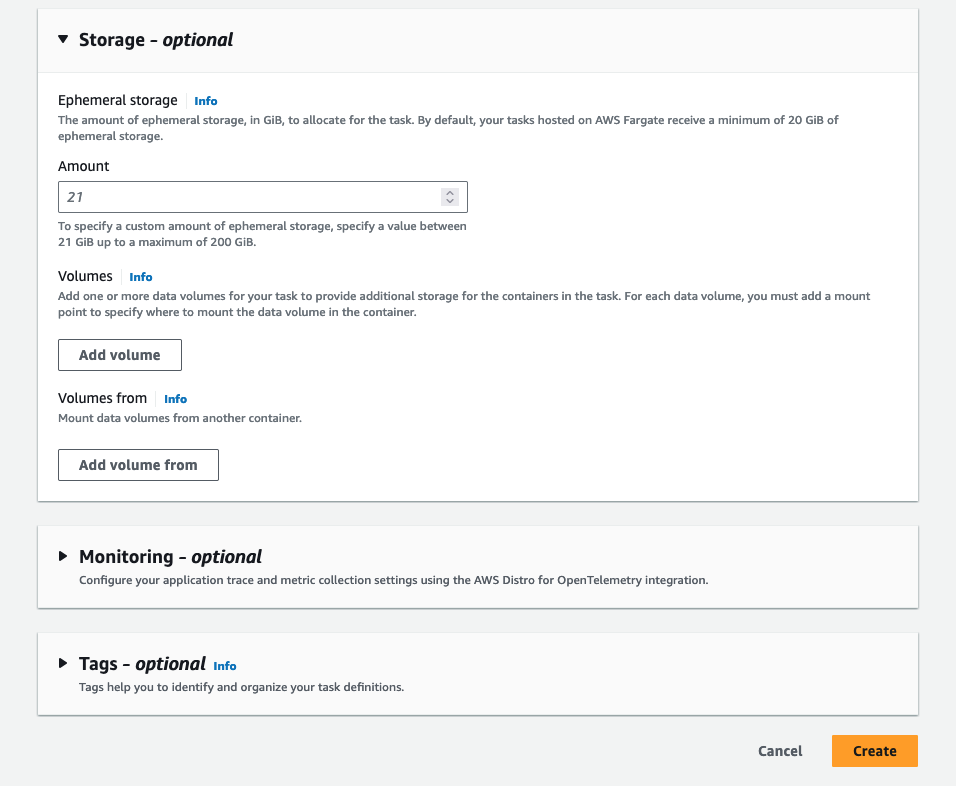 Storage - optional
Ephemeral storage Info
The amount of ephemeral storage, in GiB, to allocate for the task. By default, your tasks hosted on AWS Fargate receive a minimum of 20 GiB of
ephemeral storage.
Amount
21
To specify a custom amount of ephemeral storage, specify a value between
21 GiB up to a maximum of 200 GiB.
Volumes Info
Add one or more data volumes for your task to provide additional storage for the containers in the task. For each data volume, you must add a mount
point to specify where to mount the data volume in the container.
Add volume
Volumes from Info
Mount data volumes from another container.
Add volume from
Monitoring - optional
Configure your application trace and metric collection settings using the AWS Distro for OpenTelemetry integration.
Tags - optional Info
Tags help you to identify and organize your task definitions.
Cancel Create